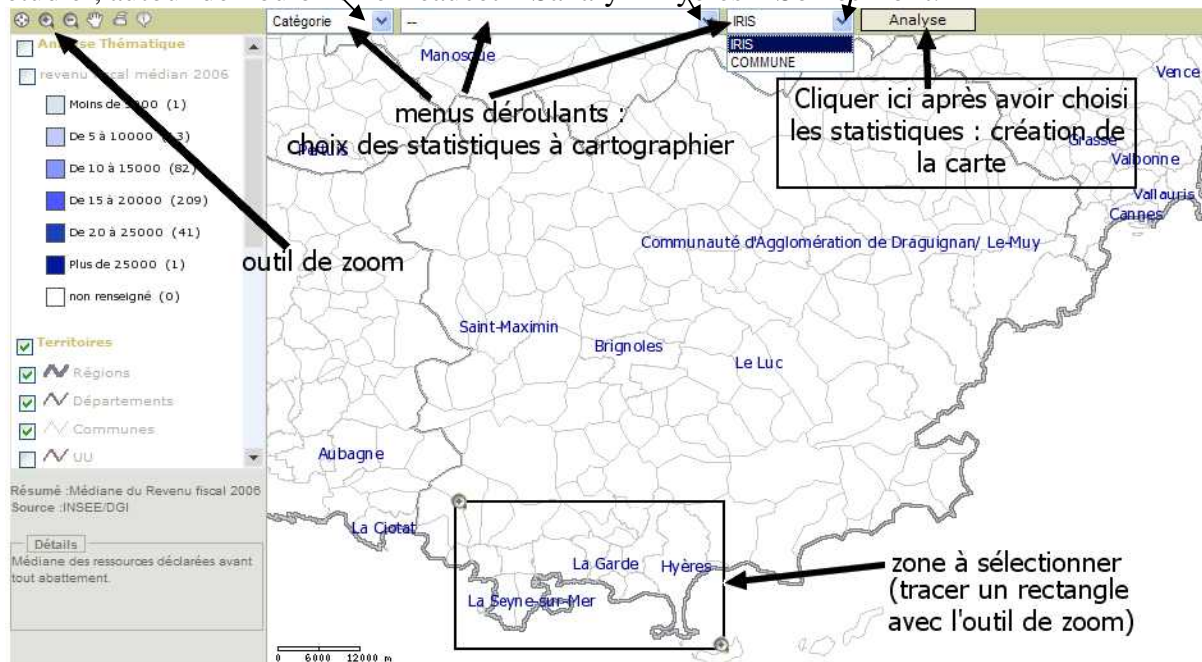 Catégorie -- IRIS Analyse
IRIS
COMMUNE
Analyse Thématique
revenu fiscal médian 2006
Moins de 5000 (1)
De 5 à 10000 (13)
De 10 à 15000 (82)
De 15 à 20000 (209)
De 20 à 25000 (41)
Plus de 25000 (1)
non renseigné (0)
Territoires
Régions
Départements
Communes
UU
Résumé :Médiane du Revenu fiscal 2006
Source :INSEE/DGI
Détails
Médiane des ressources déclarées avant
tout abattement.
menus déroulants :
choix des statistiques à cartographier
Cliquer ici après avoir choisi
les statistiques : création de
la carte
outil de zoom
zone à sélectionner
(tracer un rectangle
avec l'outil de zoom)
Manosque
Vence
Pertuis
Grasse
Valbonne
Vallauris
Cannes
Communauté d'Agglomération de Draguignan/ Le-Muy
Saint-Maximin
Brignoles
Le Luc
Aubagne
La Ciotat
La Garde
Hyères
La Seyne-sur-Mer
0 6000 12000 m